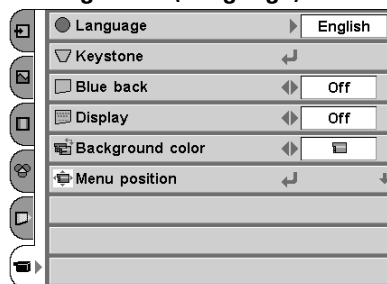 Language English
Keystone
Blue back Off
Display Off
Background color
Menu position